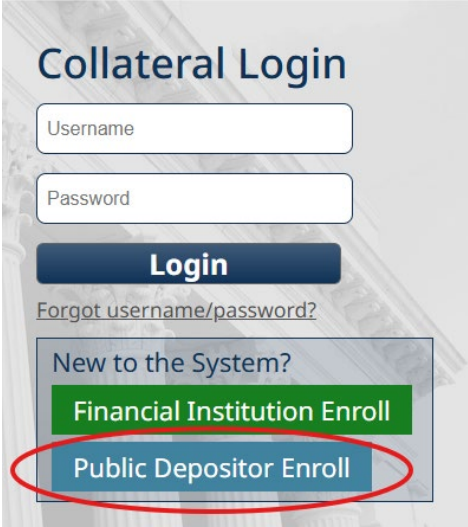 Collateral Login
Username
Password
Login
Forgot username/password?
New to the System?
Financial Institution Enroll
Public Depositor Enroll